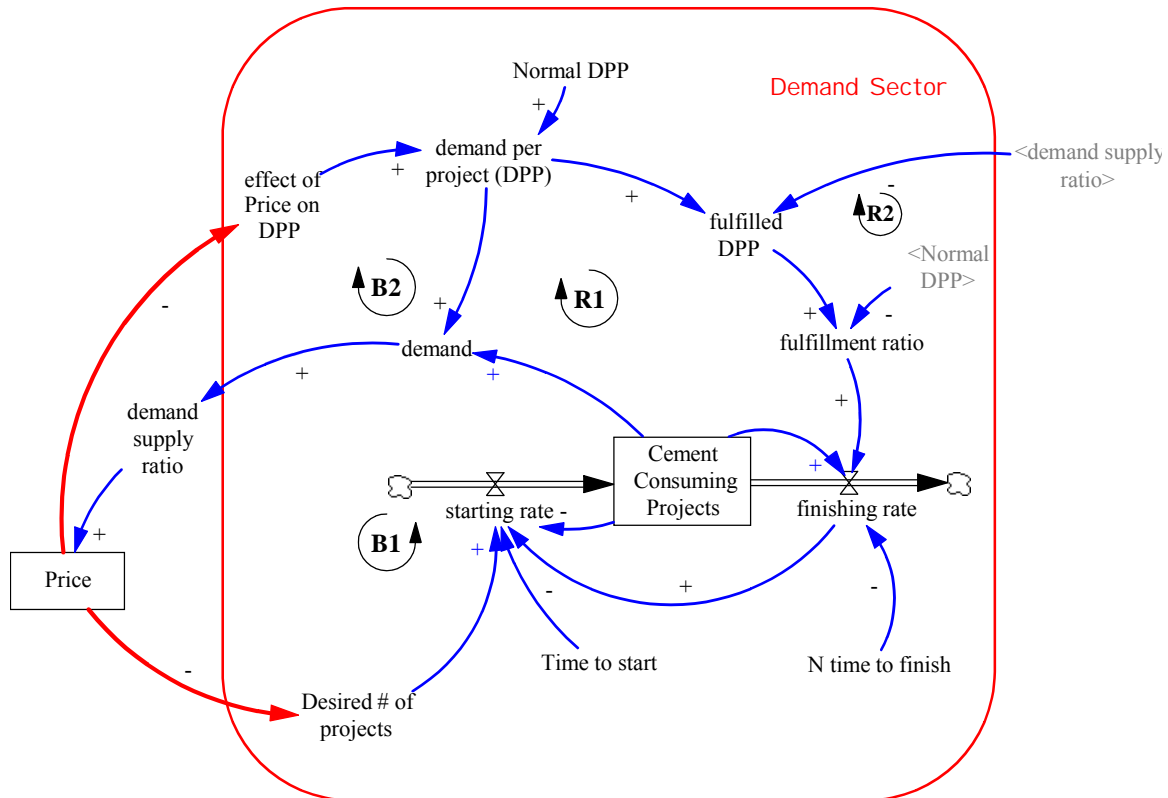 Normal DPP
Demand Sector
+
demand per
project (DPP)
<demand supply
ratio>
effect of
Price on
DPP
+
+
-
R2
fulfilled
DPP
<Normal
DPP>
-
B2
R1
+
+
-
demand
fulfillment ratio
+
+
demand
supply
ratio
+
Cement
Consuming
Projects
+
starting rate
-
finishing rate
+
B1
+
Price
-
+
-
Time to start
N time to finish
-
Desired # of
projects